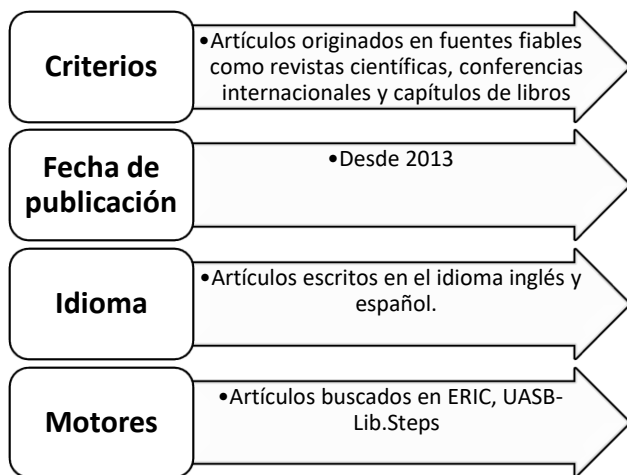 Criterios
•Artículos originados en fuentes fiables
como revistas científicas, conferencias
internacionales y capítulos de libros
Fecha de
publicación
•Desde 2013
Idioma
•Artículos escritos en el idioma inglés y
español.
Motores
•Artículos buscados en ERIC, UASB-
Lib.Steps